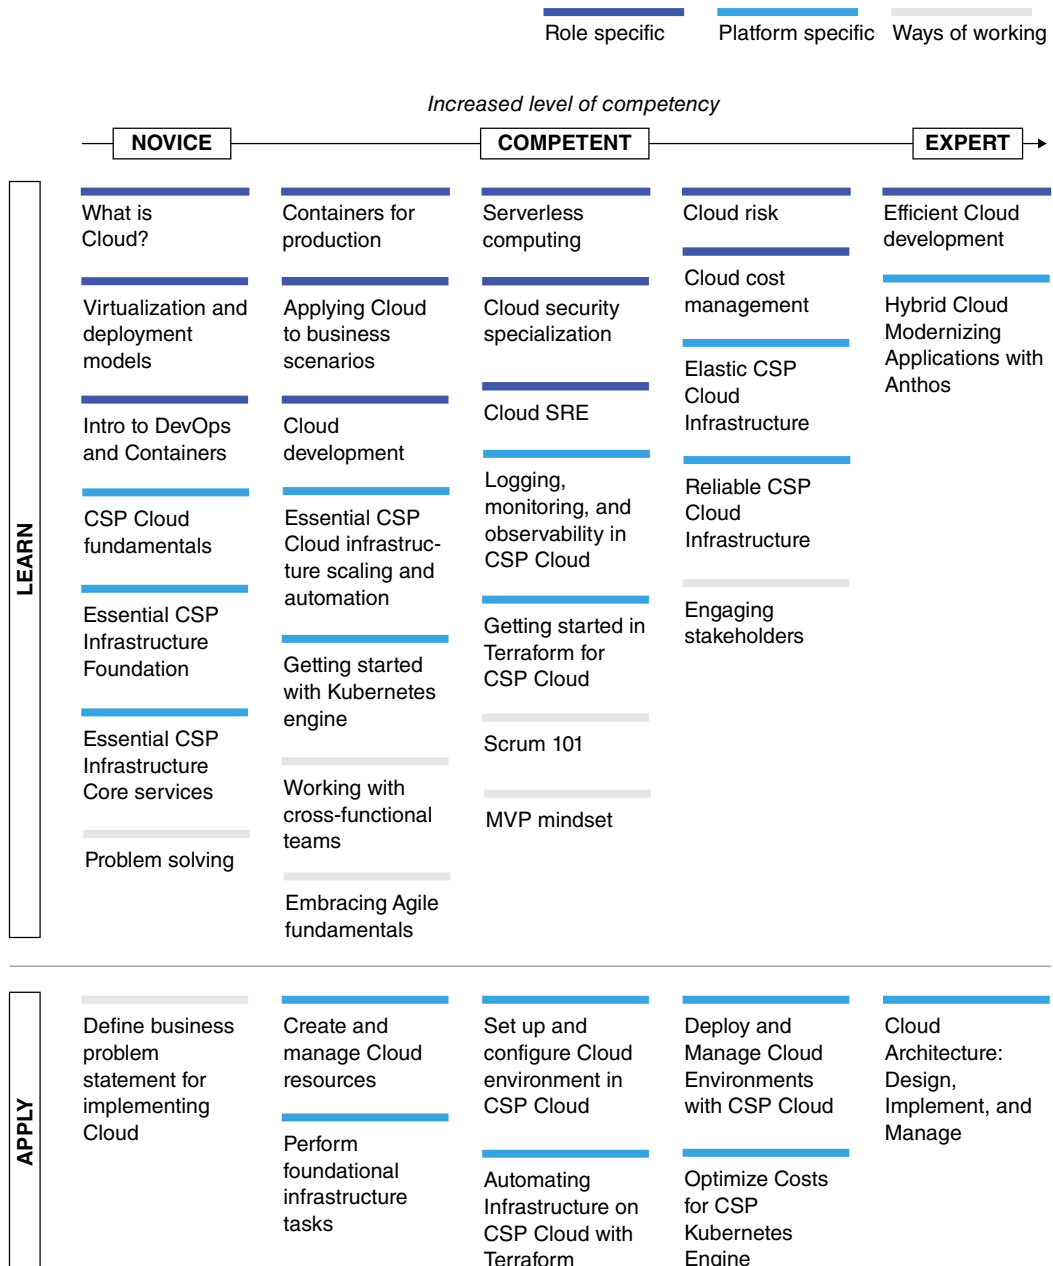 Role specific
Platform specific
Ways of working
Increased level of competency
NOVICE
COMPETENT
EXPERT
LEARN
What is
Cloud?
Virtualization and
deployment
models
Intro to DevOps
and Containers
CSP Cloud
fundamentals
Essential CSP
Infrastructure
Foundation
Essential CSP
Infrastructure
Core services
Problem solving
Containers for
production
Applying Cloud
to business
scenarios
Cloud
development
Essential CSP
Cloud infrastruc-
ture scaling and
automation
Getting started
with Kubernetes
engine
Working with
cross-functional
teams
Embracing Agile
fundamentals
Serverless
computing
Cloud security
specialization
Cloud SRE
Logging,
monitoring, and
observability in
CSP Cloud
Getting started in
Terraform for
CSP Cloud
Scrum 101
MVP mindset
Cloud risk
Cloud cost
management
Elastic CSP
Cloud
Infrastructure
Reliable CSP
Cloud
Infrastructure
Engaging
stakeholders
Efficient Cloud
development
Hybrid Cloud
Modernizing
Applications with
Anthos
APPLY
Define business
problem
statement for
implementing
Cloud
Create and
manage Cloud
resources
Perform
foundational
infrastructure
tasks
Set up and
configure Cloud
environment in
CSP Cloud
Automating
Infrastructure on
CSP Cloud with
Terraform
Deploy and
Manage Cloud
Environments
with CSP Cloud
Optimize Costs
for CSP
Kubernetes
Engine
Cloud
Architecture:
Design,
Implement, and
Manage